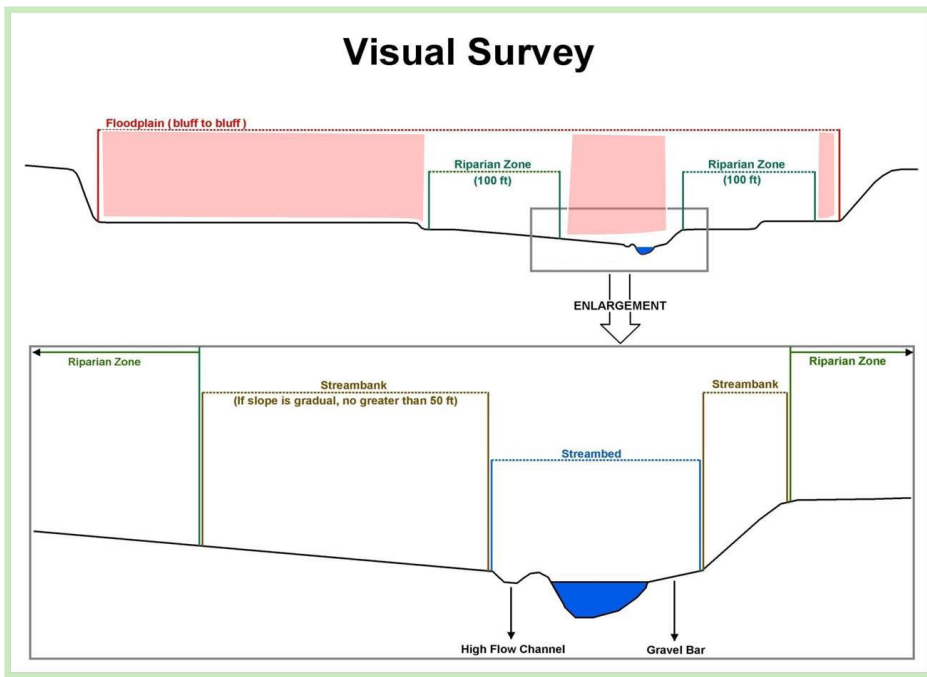 Visual Survey
Floodplain (bluff to bluff)
Riparian Zone
(100 ft)
Riparian Zone
(100 ft)
ENLARGEMENT
Riparian Zone
Riparian Zone
Streambank
(If slope is gradual, no greater than 50 ft)
Streambank
Streambed
High Flow Channel
Gravel Bar